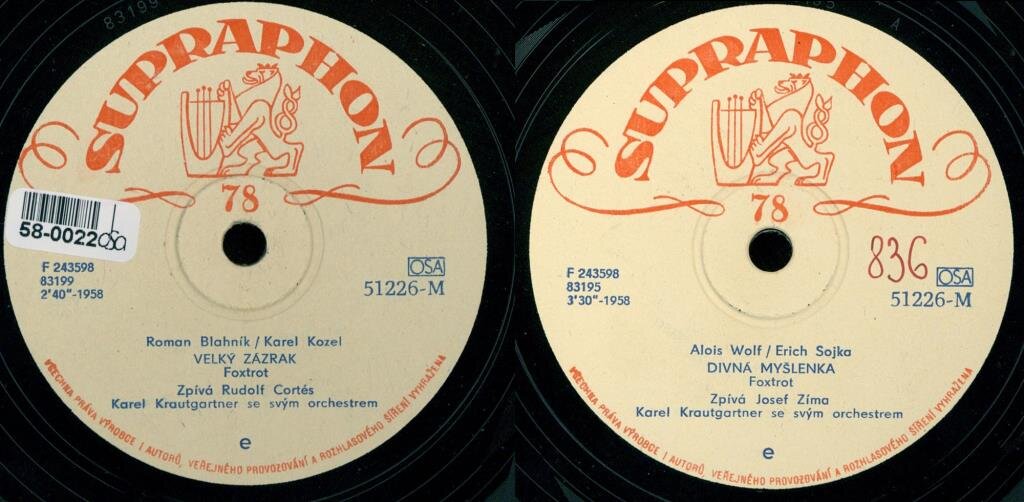 83199
SUPRAPHON
78
58-0022 osa
F 243598
83199
2'40"-1958
OSA
51226-M
Roman Blahník / Karel Kozel
VELKÝ ZÁZRAK
Foxtrot
Zpívá Rudolf Cortés
Karel Krautgartner se svým orchestrem
e
VŠECHNA PRÁVA VÝROBCE I AUTORŮ, VEŘEJNÉHO PROVOZOVÁNÍ A ROZHLASOVÉHO ŠÍŘENÍ VYHRAŽENA
A
SUPRAPHON
78
836
F 243598
83195
3'30"-1958
OSA
51226-M
Alois Wolf / Erich Sojka
DIVNÁ MYŠLENKA
Foxtrot
Zpívá Josef Zíma
Karel Krautgartner se svým orchestrem
e
VŠECHNA PRÁVA VÝROBCE I AUTORŮ, VEŘEJNÉHO PROVOZOVÁNÍ A ROZHLASOVÉHO ŠÍŘENÍ VYHRAŽENA